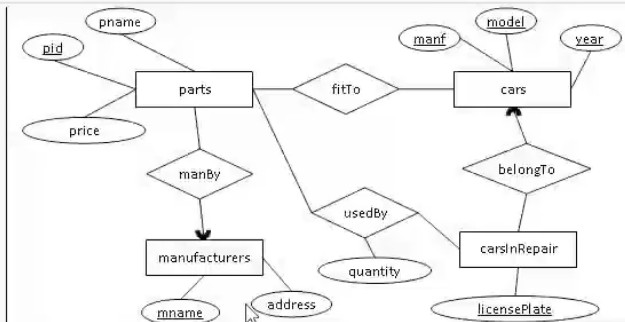 pname
model
manf
year
pid
parts
fitTo
cars
price
manBy
belongTo
usedBy
manufacturers
carsInRepair
quantity
mname
address
licensePlate